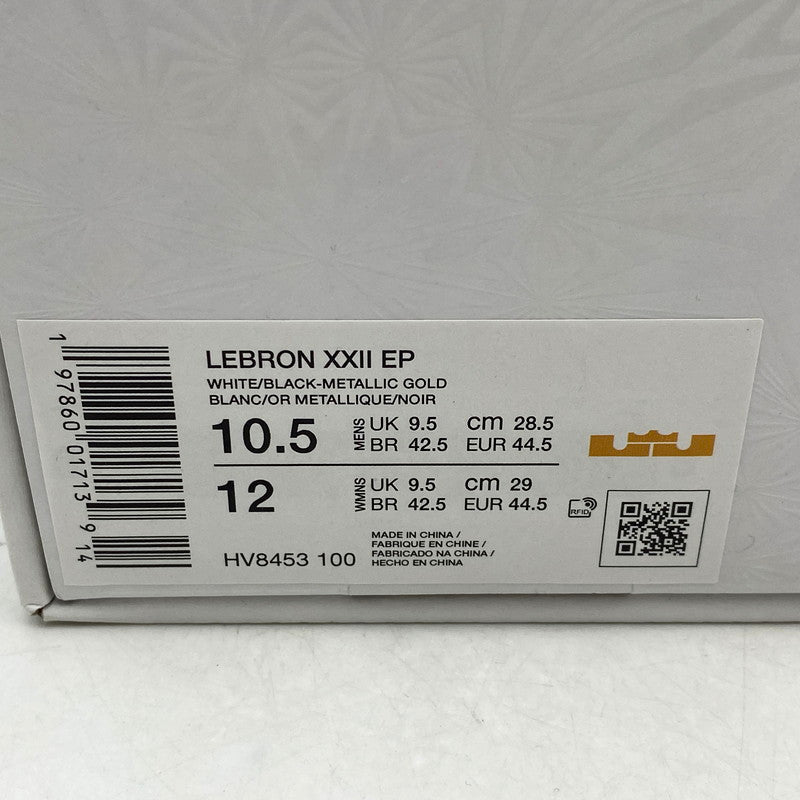 LEBRON XXII EP
WHITE/BLACK-METALLIC GOLD
BLANC/OR METALLIQUE/NOIR
10.5 MENS UK 9.5 cm 28.5
BR 42.5 EUR 44.5
12 WMNS UK 9.5 cm 29
BR 42.5 EUR 44.5
RFID
HV8453 100
MADE IN CHINA /
FABRIQUE EN CHINE /
FABRICADO NA CHINA /
HECHO EN CHINA
1 97860 01713 9 14